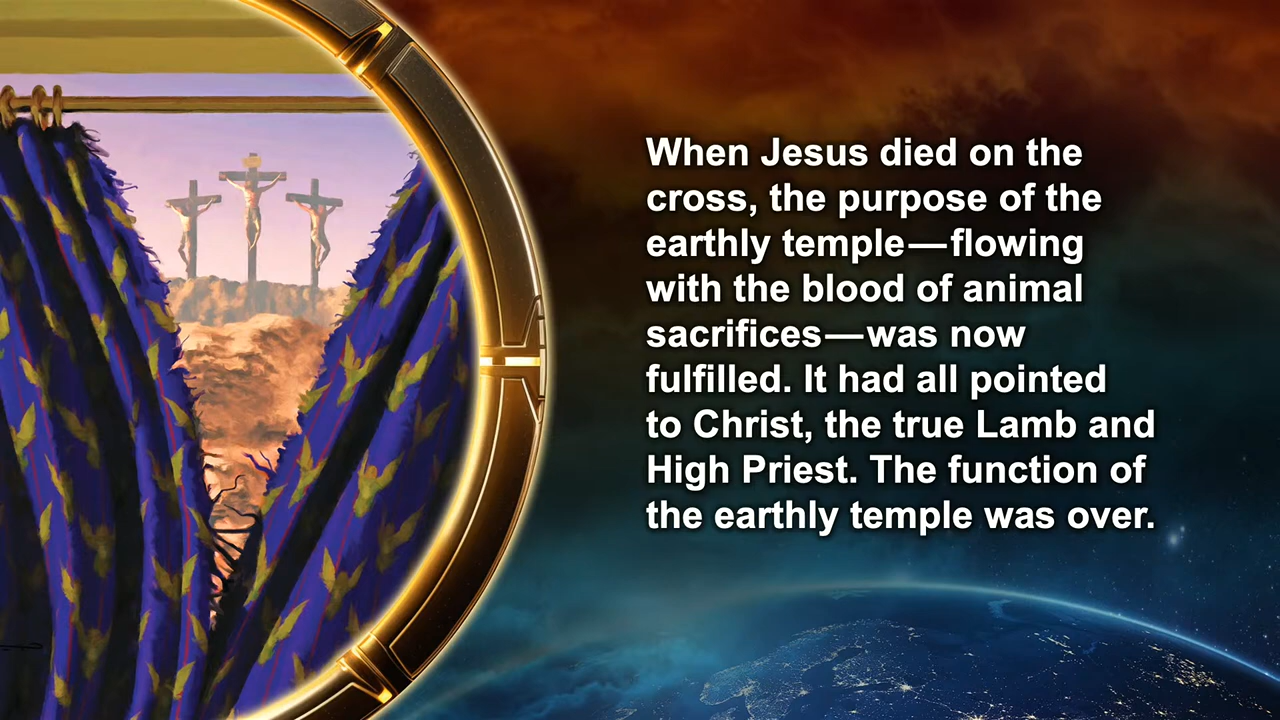 When Jesus died on the
cross, the purpose of the
earthly temple—flowing
with the blood of animal
sacrifices—was now
fulfilled. It had all pointed
to Christ, the true Lamb and
High Priest. The function of
the earthly temple was over.